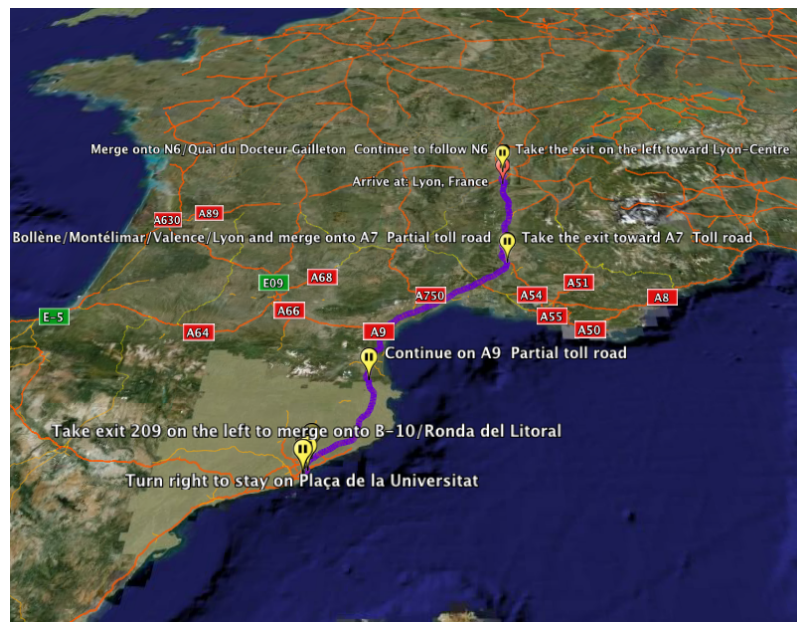 Merge onto N6/Quai du Docteur Gailleton  Continue to follow N6
Take the exit on the left toward Lyon-Centre
Arrive at: Lyon, France
A630
A89
Bollène/Montélimar/Valence/Lyon and merge onto A7  Partial toll road
Take the exit toward A7  Toll road
E09
A68
A750
A54
A51
A8
E-5
A66
A64
A9
A55
A50
Continue on A9  Partial toll road
Take exit 209 on the left to merge onto B-10/Ronda del Litoral
Turn right to stay on Plaça de la Universitat